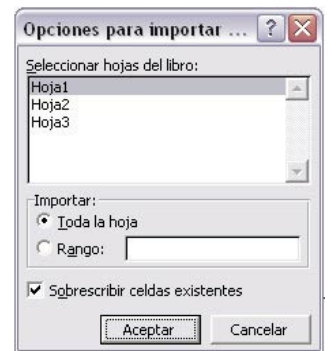 Opciones para importar ...
Seleccionar hojas del libro:
Hoja1
Hoja2
Hoja3
Importar:
Toda la hoja
Rango:
Sobrescribir celdas existentes
Aceptar
Cancelar